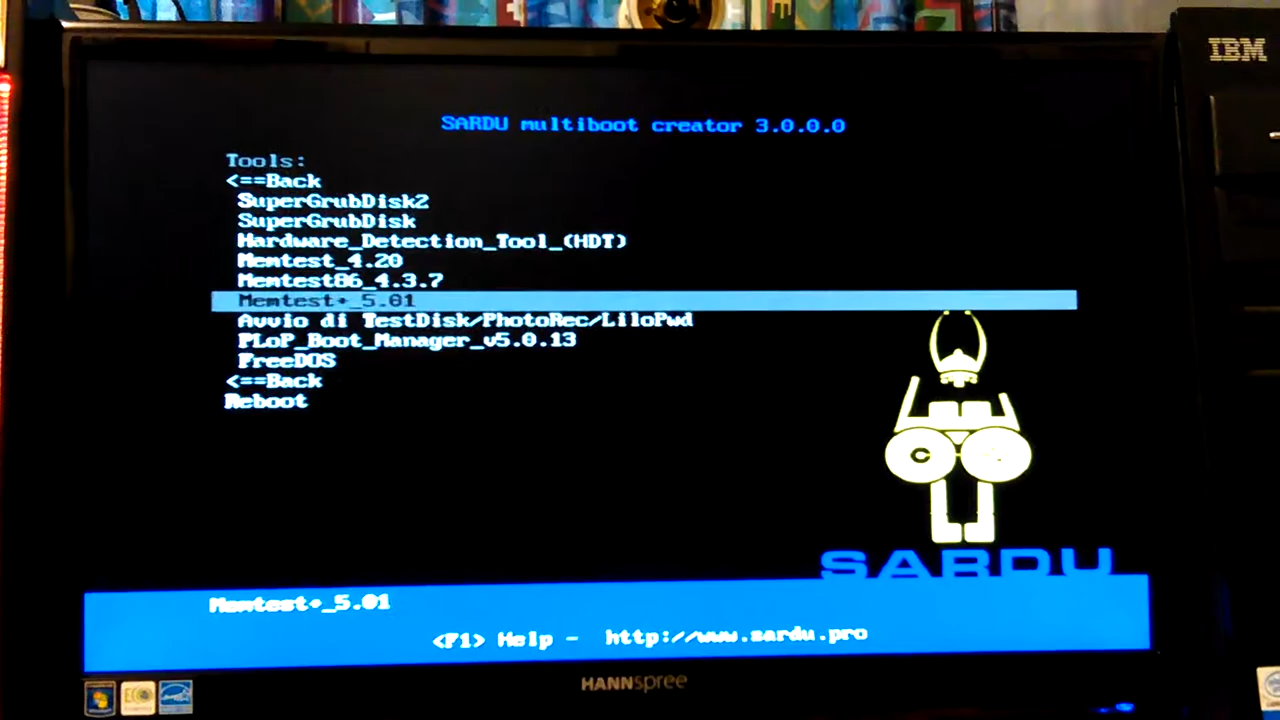 IBM
SARDU multiboot creator 3.0.0.0
Tools:
<==Back
SuperGrubDisk2
SuperGrubDisk
Hardware_Detection_Tool_(HDT)
Memtest_4.20
Memtest86_4.3.7
Memtest+_5.01
Avvio di TestDisk/PhotoRec/LiloPwd
PLoP_Boot_Manager_v5.0.13
FreeDOS
<==Back
Reboot
C
SARDU
Memtest+_5.01
<F1> Help - http://www.sardu.pro
HANNspree
ECO